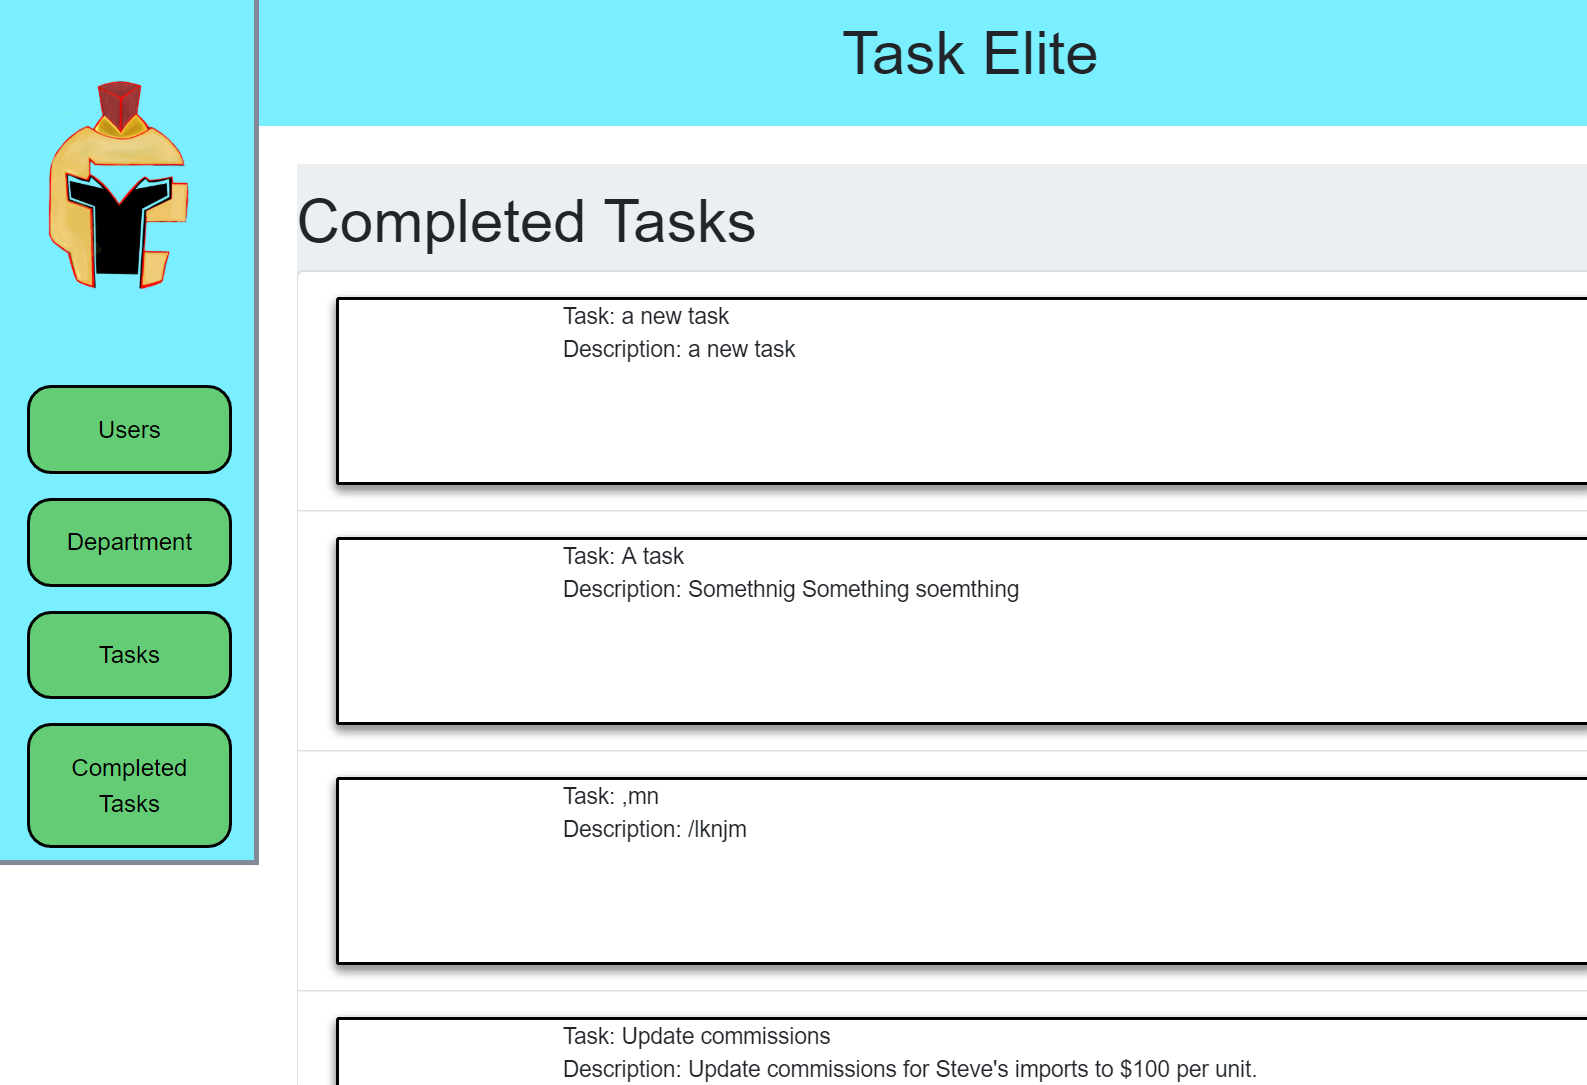 Task Elite
Users
Department
Tasks
Completed
Tasks
Completed Tasks
Task: a new task
Description: a new task
Task: A task
Description: Somethnig Something soemthing
Task: ,mn
Description: /lknjm
Task: Update commissions
Description: Update commissions for Steve's imports to $100 per unit.